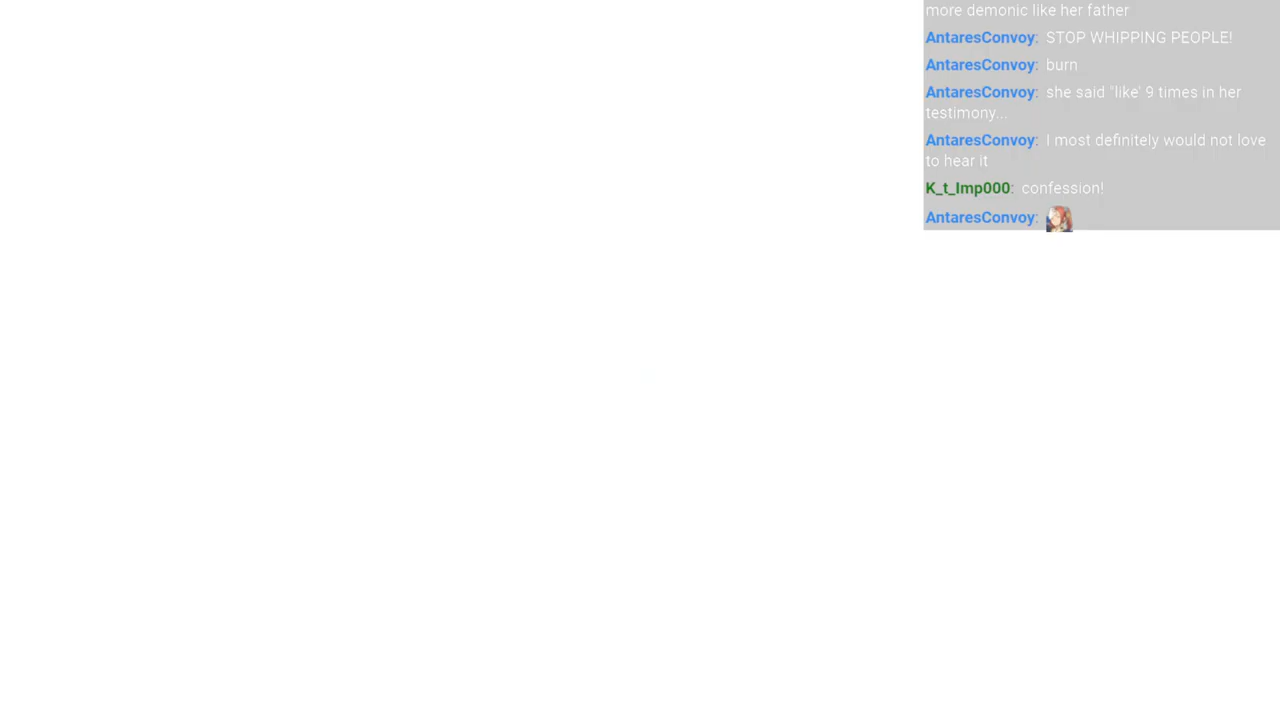 more demonic like her father
AntaresConvoy: STOP WHIPPING PEOPLE!
AntaresConvoy: burn
AntaresConvoy: she said 'like' 9 times in her
testimony...
AntaresConvoy: I most definitely would not love
to hear it
K_t_Imp000: confession!
AntaresConvoy: